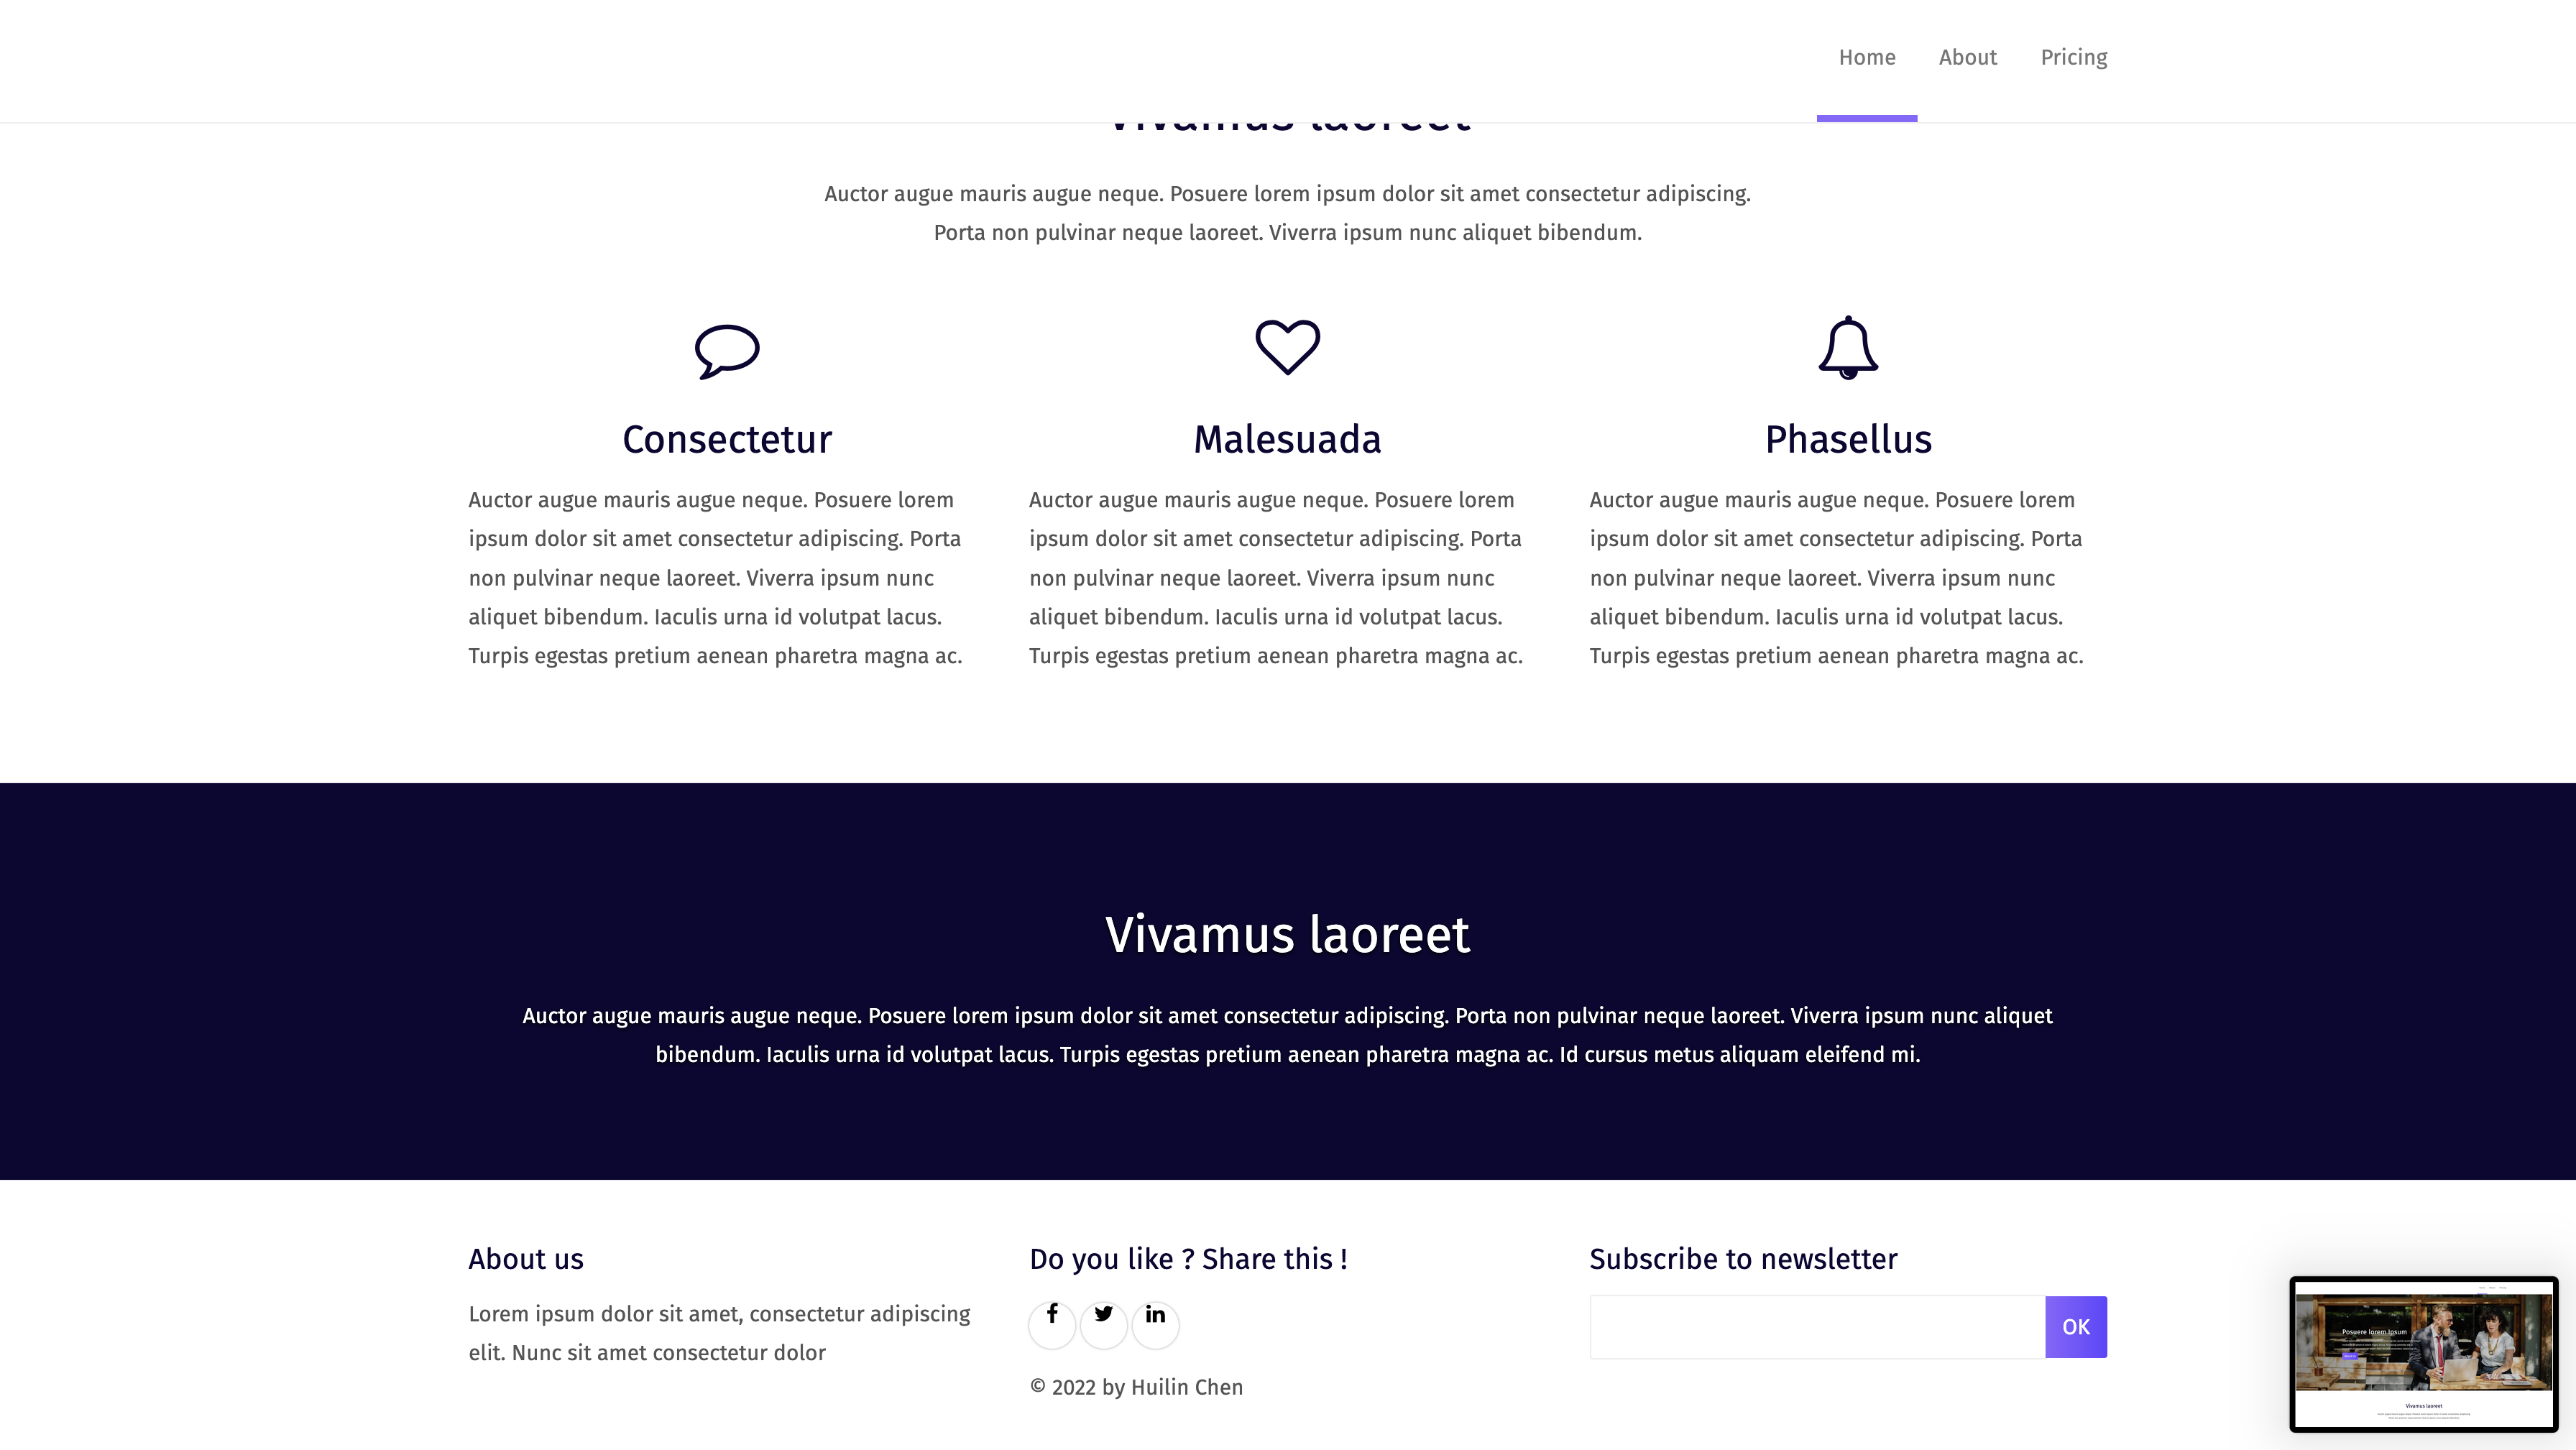 Home About Pricing
Vivamus laoreet
Auctor augue mauris augue neque. Posuere lorem ipsum dolor sit amet consectetur adipiscing.
Porta non pulvinar neque laoreet. Viverra ipsum nunc aliquet bibendum.
Consectetur
Auctor augue mauris augue neque. Posuere lorem
ipsum dolor sit amet consectetur adipiscing. Porta
non pulvinar neque laoreet. Viverra ipsum nunc
aliquet bibendum. Iaculis urna id volutpat lacus.
Turpis egestas pretium aenean pharetra magna ac.
Malesuada
Auctor augue mauris augue neque. Posuere lorem
ipsum dolor sit amet consectetur adipiscing. Porta
non pulvinar neque laoreet. Viverra ipsum nunc
aliquet bibendum. Iaculis urna id volutpat lacus.
Turpis egestas pretium aenean pharetra magna ac.
Phasellus
Auctor augue mauris augue neque. Posuere lorem
ipsum dolor sit amet consectetur adipiscing. Porta
non pulvinar neque laoreet. Viverra ipsum nunc
aliquet bibendum. Iaculis urna id volutpat lacus.
Turpis egestas pretium aenean pharetra magna ac.
Vivamus laoreet
Auctor augue mauris augue neque. Posuere lorem ipsum dolor sit amet consectetur adipiscing. Porta non pulvinar neque laoreet. Viverra ipsum nunc aliquet
bibendum. Iaculis urna id volutpat lacus. Turpis egestas pretium aenean pharetra magna ac. Id cursus metus aliquam eleifend mi.
About us
Lorem ipsum dolor sit amet, consectetur adipiscing
elit. Nunc sit amet consectetur dolor
Do you like ? Share this !
f in
© 2022 by Huilin Chen
Subscribe to newsletter
OK
Posuere lorem Ipsum
Vivamus laoreet